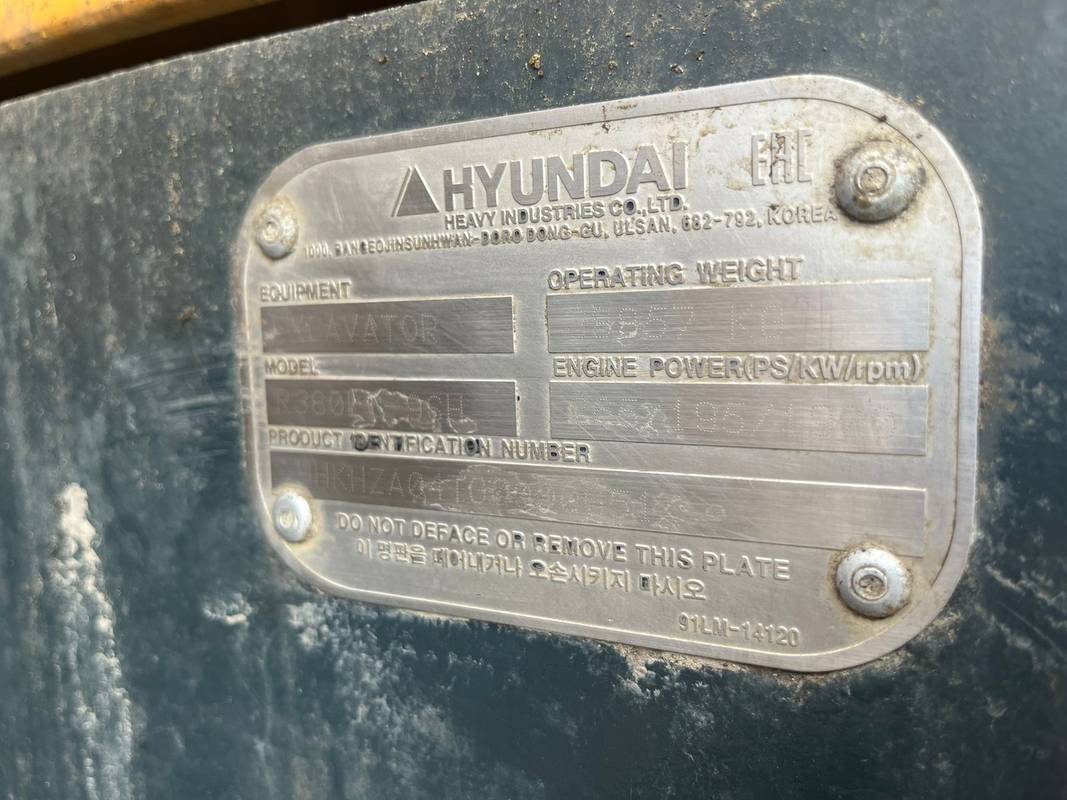 HYUNDAI
EAC
HEAVY INDUSTRIES CO.,LTD.
1000, BANGEOJINSUNHWAN-DORO DONG-GU, ULSAN, 682-792, KOREA
EQUIPMENT
OPERATING WEIGHT
EXCAVATOR
KG
MODEL
ENGINE POWER(PS/KW/rpm)
PRODUCT IDENTIFICATION NUMBER
DO NOT DEFACE OR REMOVE THIS PLATE
이 명판을 떼어내거나 오손시키지 마시오
91LM-14120